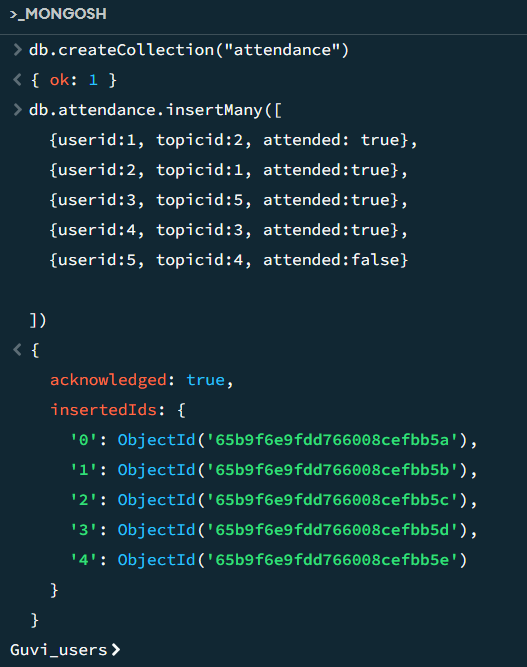 >_MONGOSH
> db.createCollection("attendance")
< { ok: 1 }
> db.attendance.insertMany([
{userid:1, topicid:2, attended: true},
{userid:2, topicid:1, attended:true},
{userid:3, topicid:5, attended:true},
{userid:4, topicid:3, attended:true},
{userid:5, topicid:4, attended:false}
])
< {
acknowledged: true,
insertedIds: {
'0': ObjectId('65b9f6e9fdd766008cefbb5a'),
'1': ObjectId('65b9f6e9fdd766008cefbb5b'),
'2': ObjectId('65b9f6e9fdd766008cefbb5c'),
'3': ObjectId('65b9f6e9fdd766008cefbb5d'),
'4': ObjectId('65b9f6e9fdd766008cefbb5e')
}
}
Guvi_users>